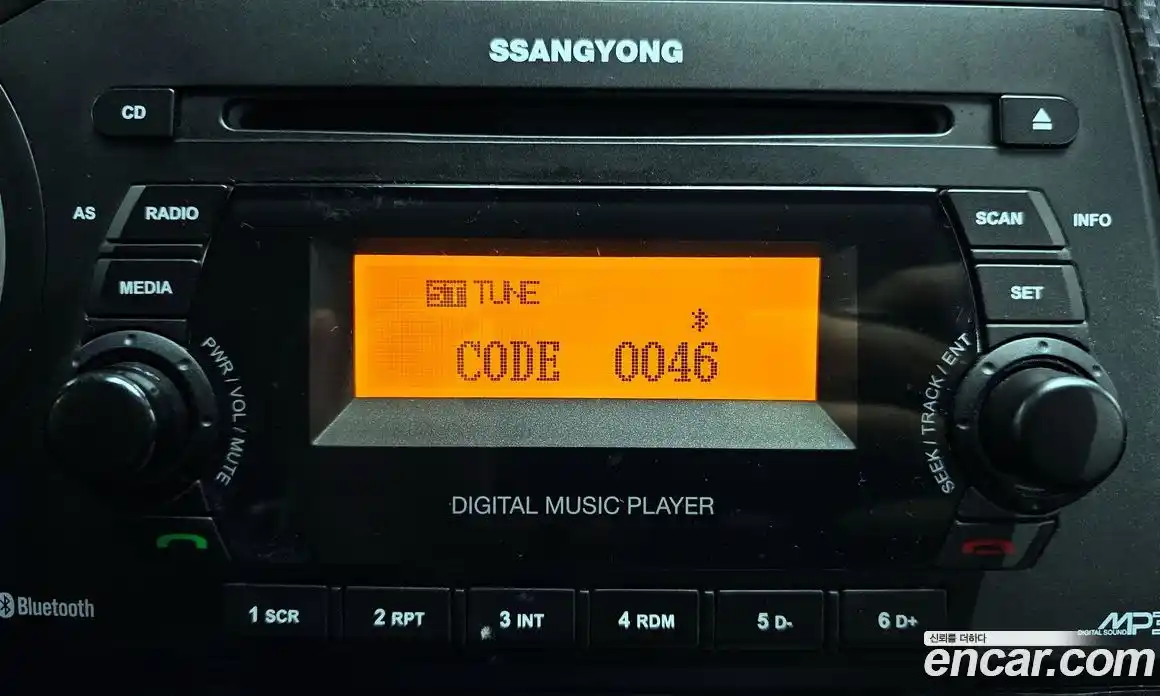 SSANGYONG
CD
AS
RADIO
SCAN
INFO
MEDIA
SET
TUNE
CODE 0046
PWR / VOL / MUTE
SEEK / TRACK / ENT
DIGITAL MUSIC PLAYER
Bluetooth
1 SCR
2 RPT
3 INT
4 RDM
5 D-
6 D+
DIGITAL SOUND
신뢰를 더하다
encar.com